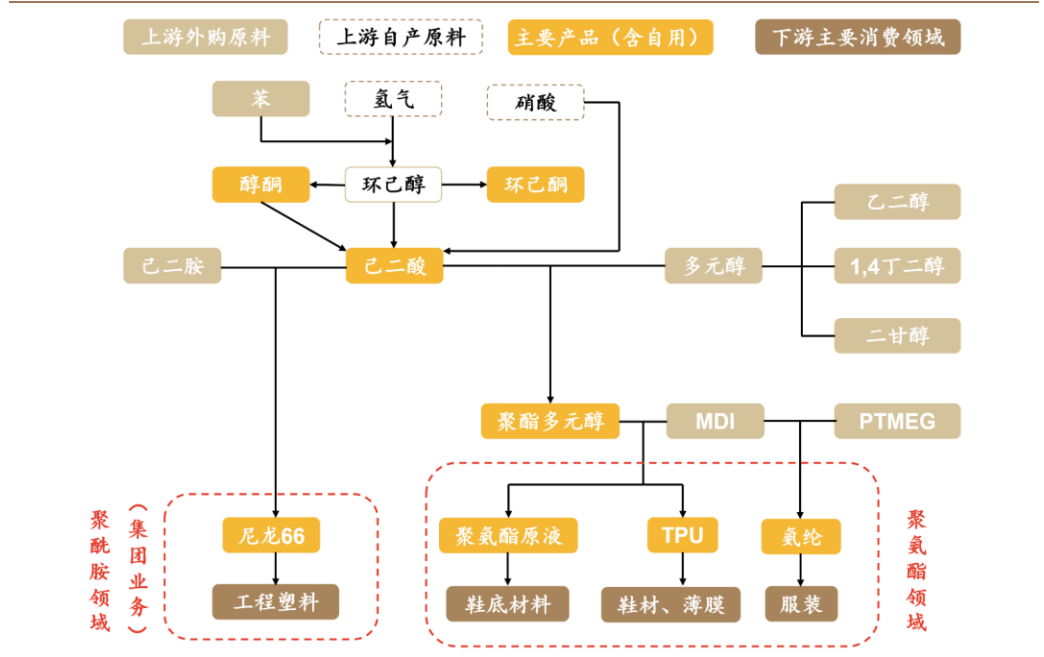 上游外购原料
上游自产原料
主要产品（含自用）
下游主要消费领域
苯
氢气
硝酸
醇酮
环己醇
环己酮
乙二醇
己二胺
己二酸
多元醇
1,4丁二醇
二甘醇
聚酯多元醇
MDI
PTMEG
聚酰胺领域
（集团业务）
尼龙66
工程塑料
聚氨酯原液
TPU
氨纶
鞋底材料
鞋材、薄膜
服装
聚氨酯领域